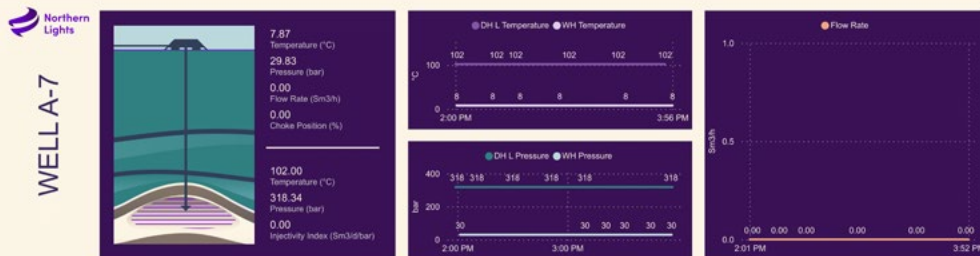 Northern
Lights
WELL A-7
7.87
Temperature (°C)
29.83
Pressure (bar)
0.00
Flow Rate (Sm3/h)
0.00
Choke Position (%)
102.00
Temperature (°C)
318.34
Pressure (bar)
0.00
Injectivity Index (Sm3/d/bar)
DH L Temperature WH Temperature
102 102 102 102 102 102
100
°C
8 8 8 8 8 8
0
2:00 PM 3:56 PM
DH L Pressure WH Pressure
400
318 318 318 318 318 318
bar
200
30 30 30 30 30 30
0
2:00 PM 3:00 PM
Flow Rate
1.0
Sm3/h
0.5
0.00 0.00 0.00 0.00 0.00 0.00
0.0
2:01 PM 3:52 PM